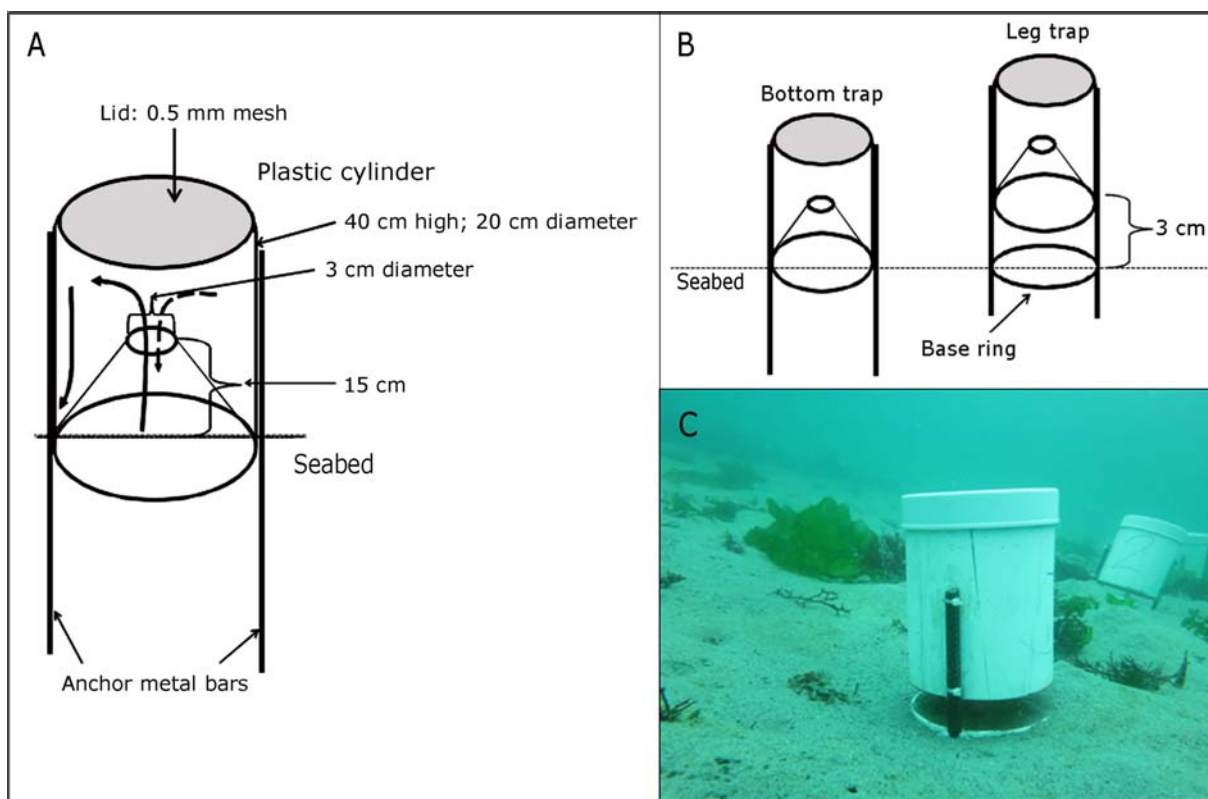 A
Lid: 0.5 mm mesh
Plastic cylinder
40 cm high; 20 cm diameter
3 cm diameter
15 cm
Seabed
Anchor metal bars
B
Leg trap
Bottom trap
3 cm
Seabed
Base ring
C